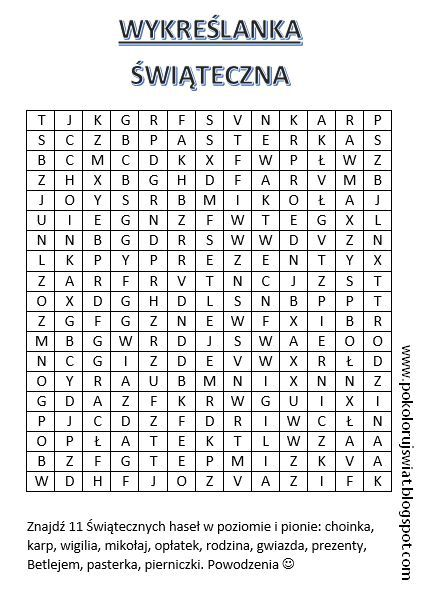 WYKREŚLANKA
ŚWIĄTECZNA
T J K G R F S V N K A R P
S C Z B P A S T E R K A S
B C M C D K X F W P Ł W Z
Z H X B G H D F A R V M B
J O Y S R B M I K O Ł A J
U I E G N Z F W T E G X L
N N B G D R S W W D V Z N
L K P Y P R E Z E N T Y X
Z A R F R V T N C J Z S T
O X D G H D L S N B P P T
Z G F G Z N E W F X I B R
M B G W R D J S W A E O O
N C G I Z D E V W X R Ł D
O Y R A U B M N I X N N Z
G D A Z F K R W G U I X I
P J C D Z F D R I W C Ł N
O P Ł A T E K T L W Z A A
B Z F G T E P M I Z K V A
W D H F J O Z V A Z I F K
Znajdź 11 Świątecznych haseł w poziomie i pionie: choinka,
karp, wigilia, mikołaj, opłatek, rodzina, gwiazda, prezenty,
Betlejem, pasterka, pierniczki. Powodzenia ☺
www.pokolorujswiat.blogspot.com